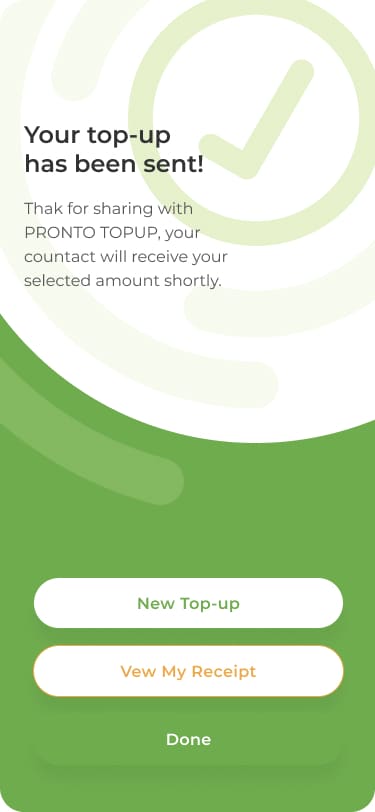 Your top-up
has been sent!
Thak for sharing with
PRONTO TOPUP, your
countact will receive your
selected amount shortly.
New Top-up
Vew My Receipt
Done